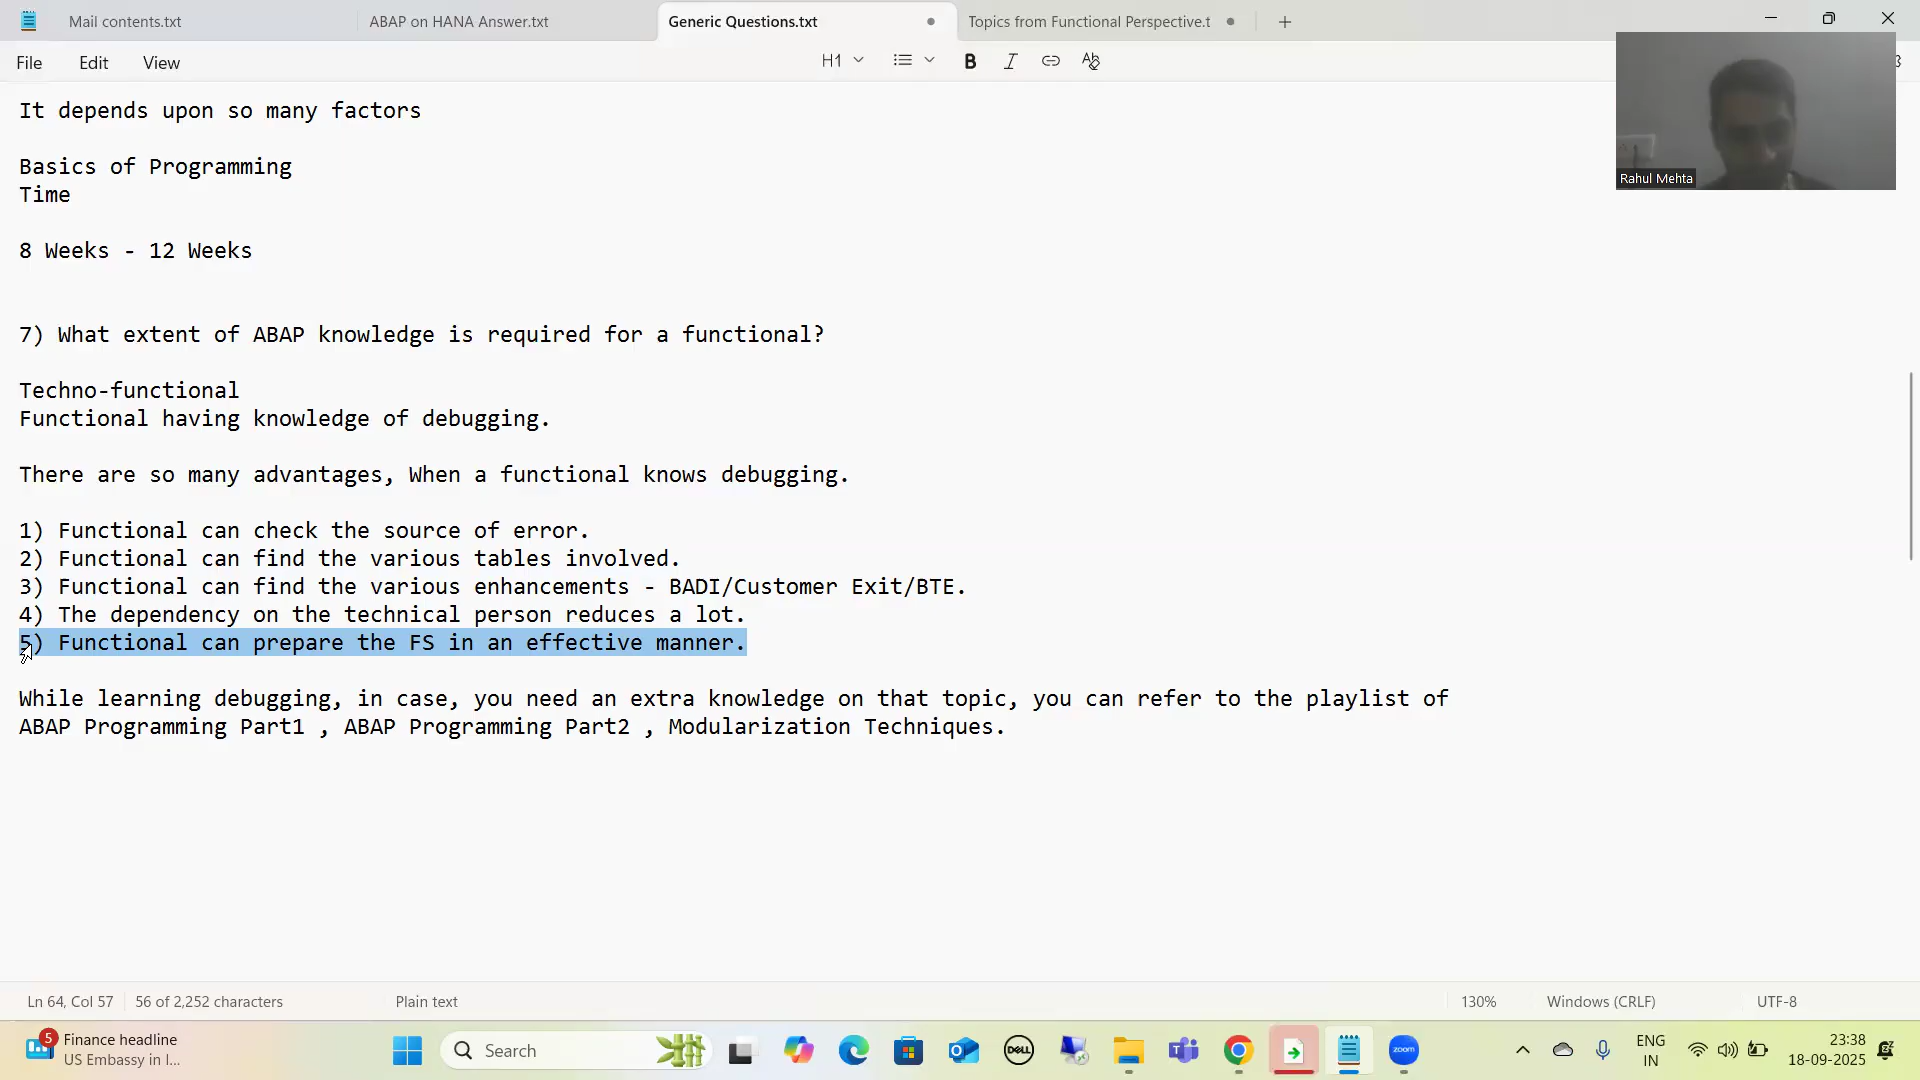 Mail contents.txt
ABAP on HANA Answer.txt
Generic Questions.txt
Topics from Functional Perspective.t
File
Edit
View
H1
Rahul Mehta
It depends upon so many factors
Basics of Programming
Time
8 Weeks - 12 Weeks
7) What extent of ABAP knowledge is required for a functional?
Techno-functional
Functional having knowledge of debugging.
There are so many advantages, When a functional knows debugging.
1) Functional can check the source of error.
2) Functional can find the various tables involved.
3) Functional can find the various enhancements - BADI/Customer Exit/BTE.
4) The dependency on the technical person reduces a lot.
5) Functional can prepare the FS in an effective manner.
While learning debugging, in case, you need an extra knowledge on that topic, you can refer to the playlist of
ABAP Programming Part1 , ABAP Programming Part2 , Modularization Techniques.
Ln 64, Col 57
56 of 2,252 characters
Plain text
130%
Windows (CRLF)
UTF-8
5
Finance headline
US Embassy in I...
Search
DELL
zoom
ENG
IN
23:38
18-09-2025